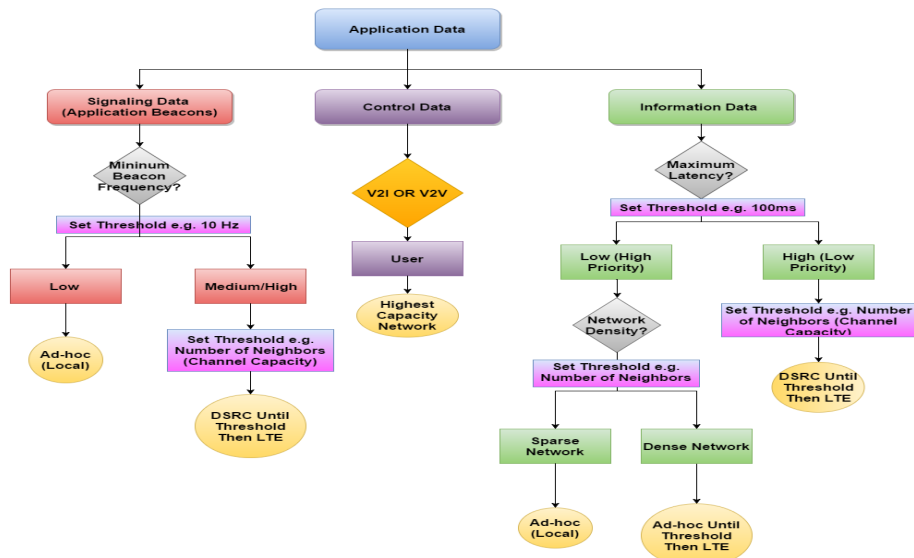 Application Data
Signaling Data
(Application Beacons)
Control Data
Information Data
Mininum
Beacon
Frequency?
V2I OR V2V
Maximum
Latency?
Set Threshold e.g. 10 Hz
Set Threshold e.g. 100ms
Low
Medium/High
User
Low (High
Priority)
High (Low
Priority)
Highest
Capacity
Network
Network
Density?
Set Threshold e.g. Number
of Neighbors (Channel
Capacity)
Ad-hoc
(Local)
Set Threshold e.g.
Number of Neighbors
(Channel Capacity)
Set Threshold e.g.
Number of Neighbors
DSRC Until
Threshold
Then LTE
DSRC Until
Threshold
Then LTE
Sparse
Network
Dense Network
Ad-hoc
(Local)
Ad-hoc Until
Threshold
Then LTE